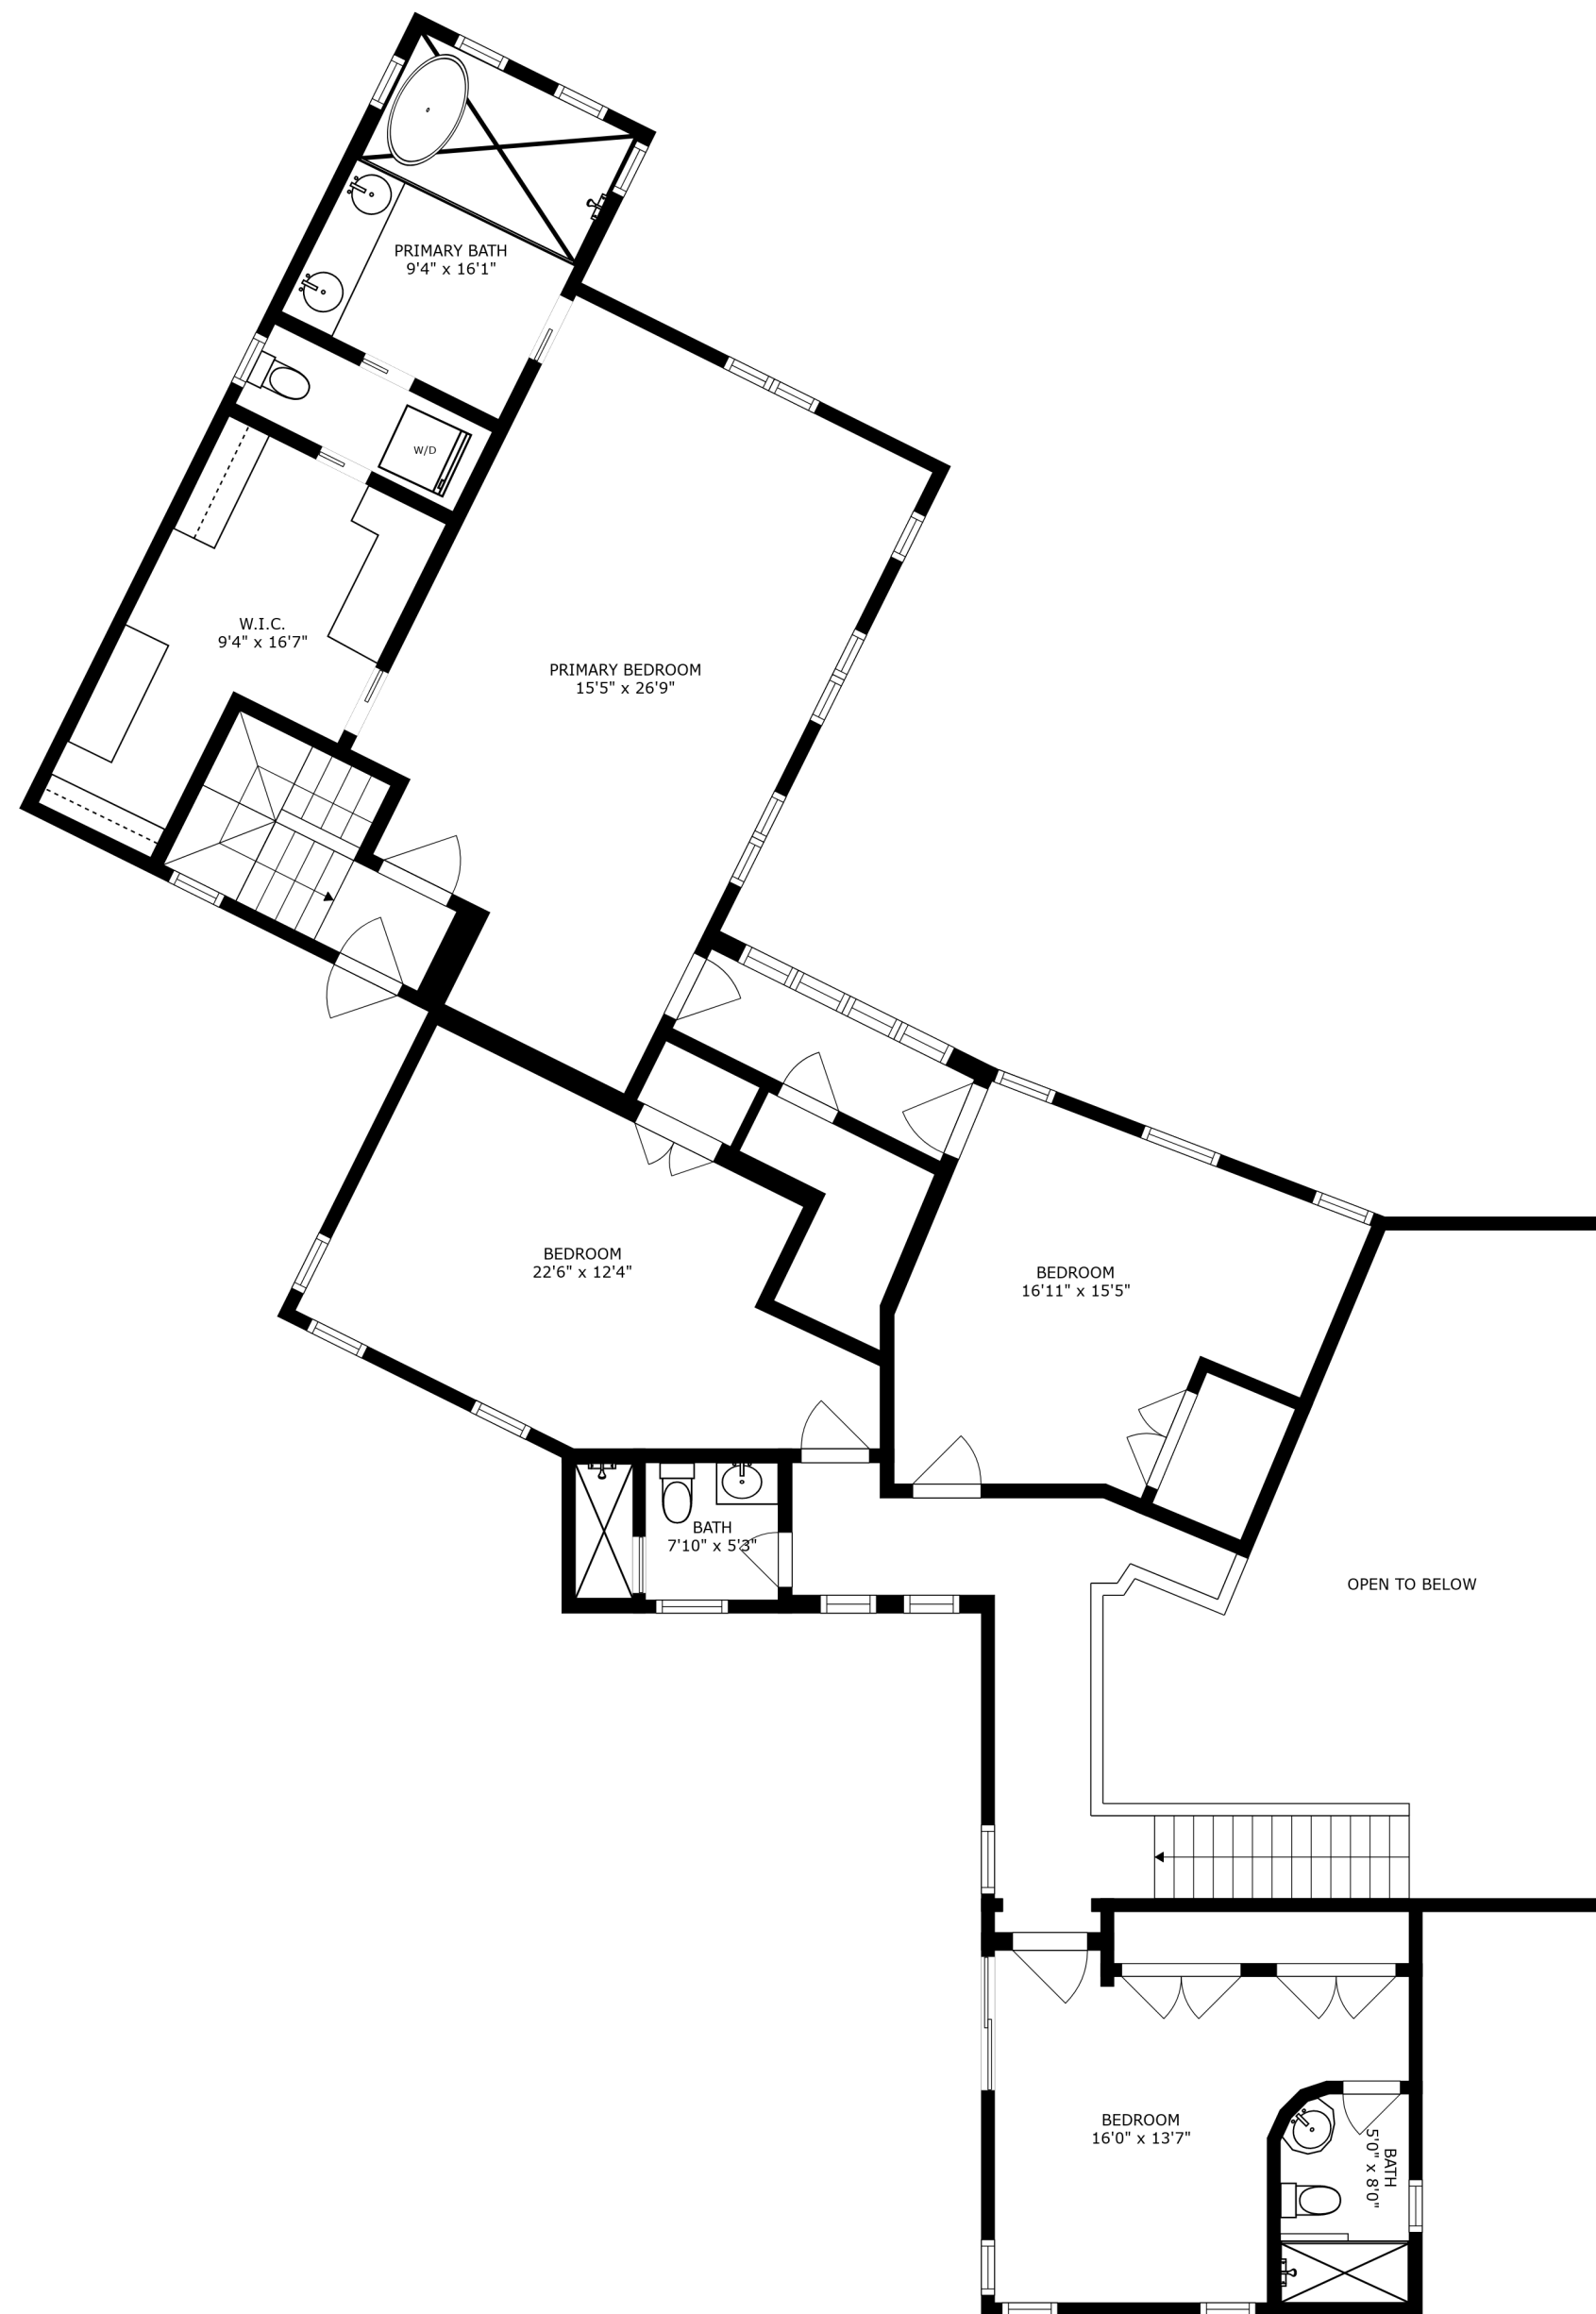 PRIMARY BATH
9'4" x 16'1"
W/D
W.I.C.
9'4" x 16'7"
PRIMARY BEDROOM
15'5" x 26'9"
BEDROOM
22'6" x 12'4"
BEDROOM
16'11" x 15'5"
BATH
7'10" x 5'3"
OPEN TO BELOW
BEDROOM
16'0" x 13'7"
BATH
5'0" x 8'0"